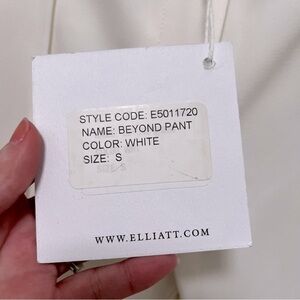 STYLE CODE: E5011720
NAME: BEYOND PANT
COLOR: WHITE
SIZE: S
WWW.ELLIATT.COM